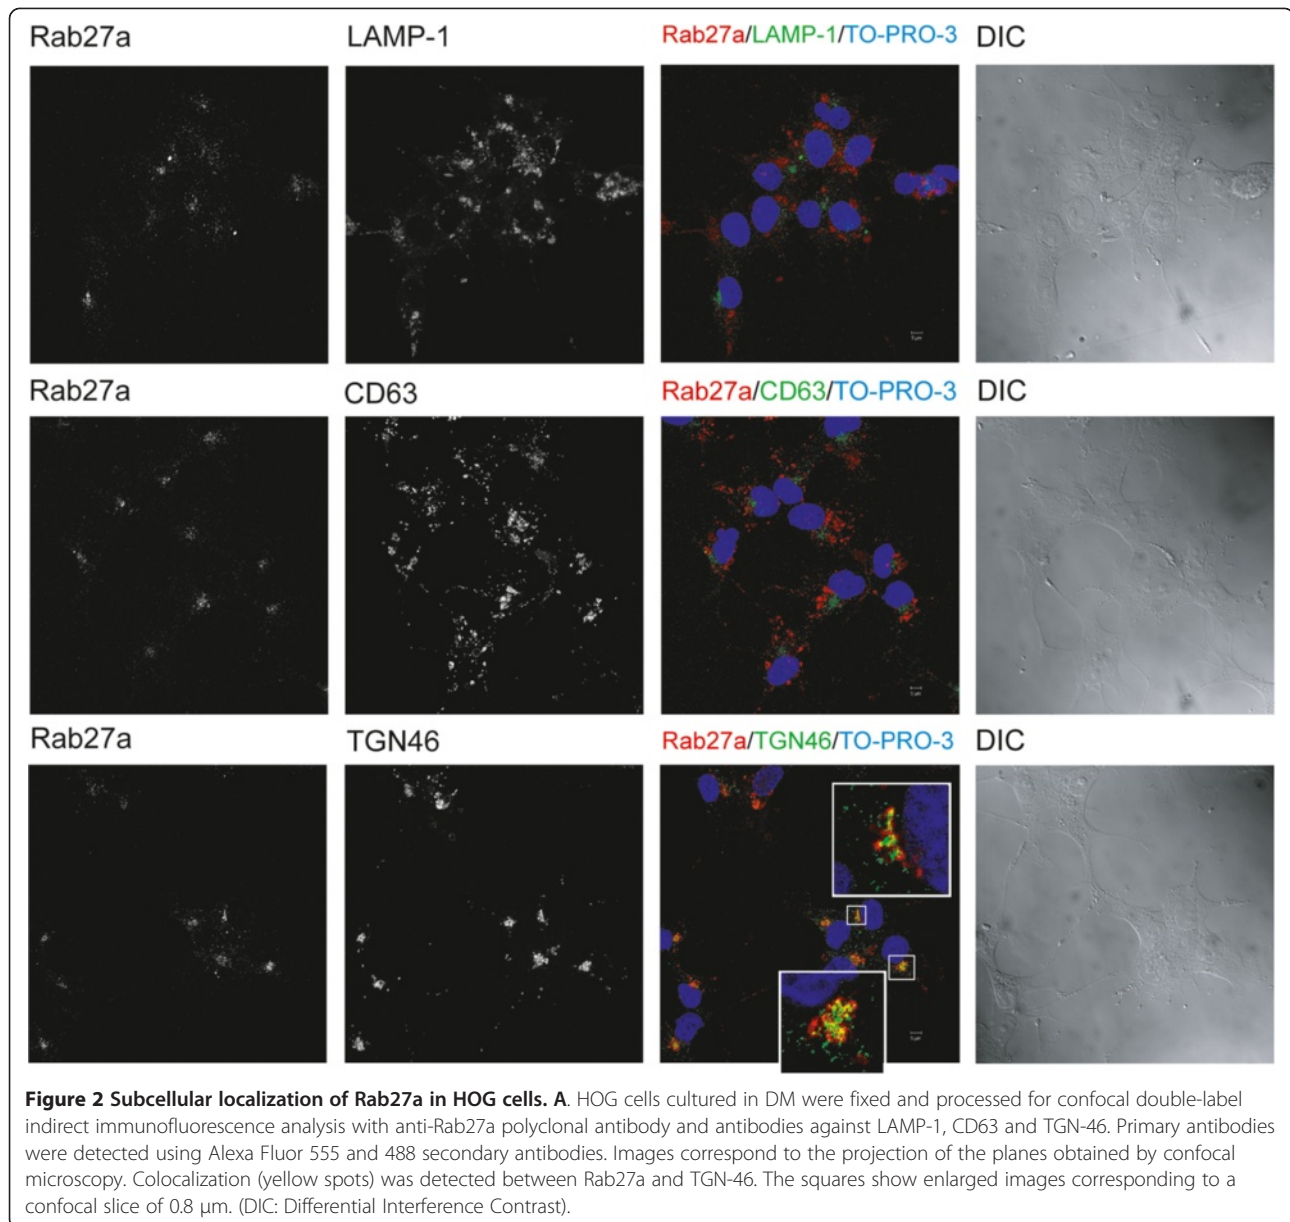 Rab27a LAMP-1 Rab27a/LAMP-1/TO-PRO-3 DIC
5µm
Rab27a CD63 Rab27a/CD63/TO-PRO-3 DIC
5µm
Rab27a TGN46 Rab27a/TGN46/TO-PRO-3 DIC
5µm
Figure 2 Subcellular localization of Rab27a in HOG cells. A. HOG cells cultured in DM were fixed and processed for confocal double-label
indirect immunofluorescence analysis with anti-Rab27a polyclonal antibody and antibodies against LAMP-1, CD63 and TGN-46. Primary antibodies
were detected using Alexa Fluor 555 and 488 secondary antibodies. Images correspond to the projection of the planes obtained by confocal
microscopy. Colocalization (yellow spots) was detected between Rab27a and TGN-46. The squares show enlarged images corresponding to a
confocal slice of 0.8 μm. (DIC: Differential Interference Contrast).